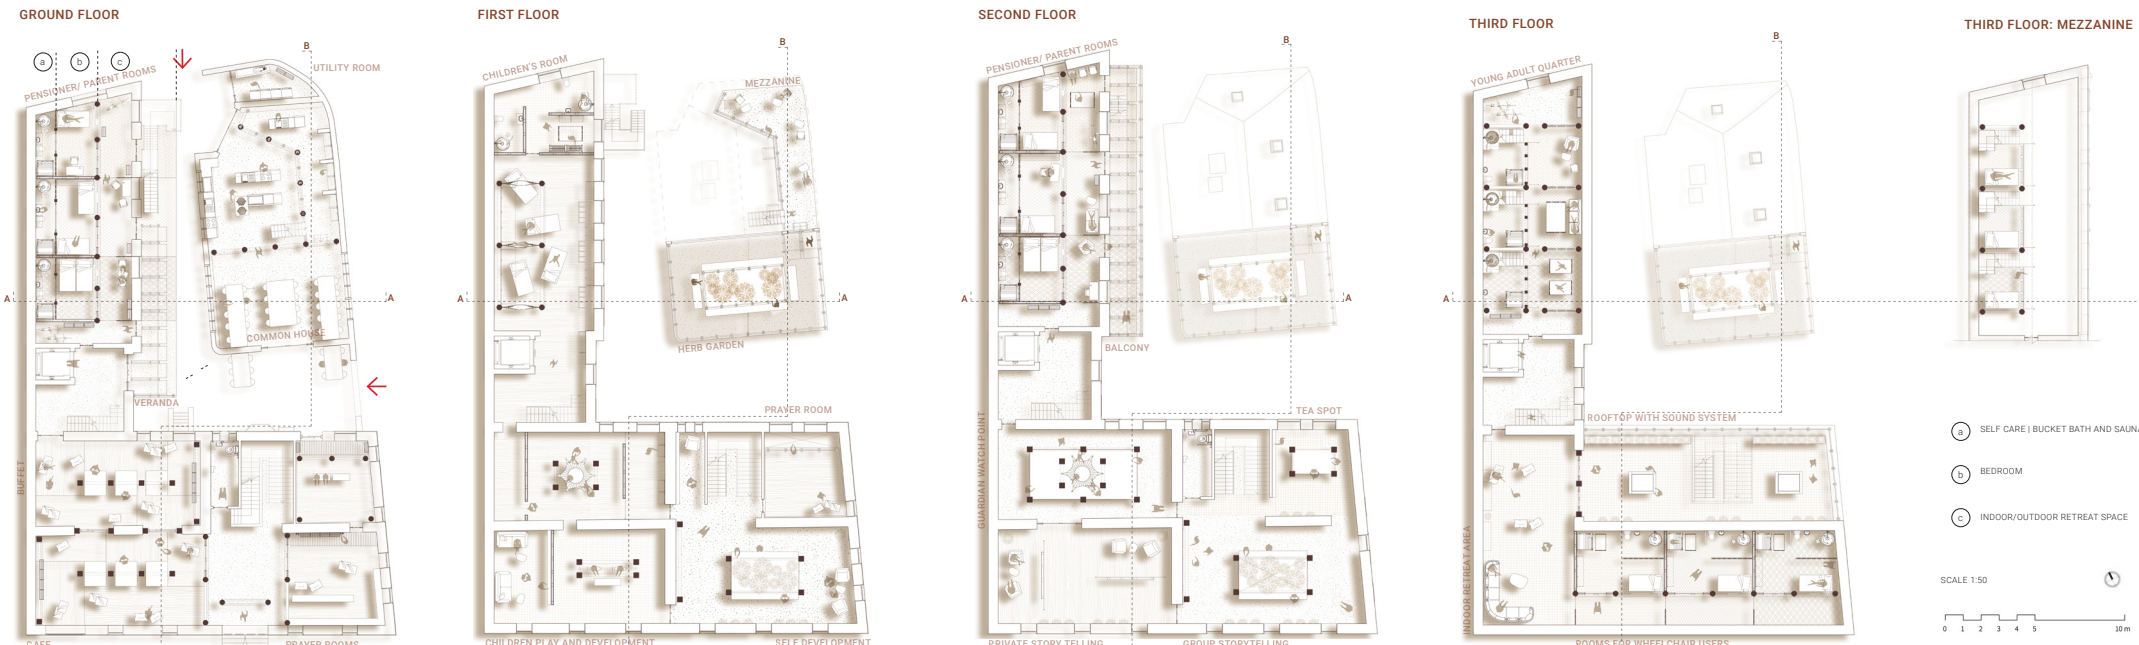 GROUND FLOOR
FIRST FLOOR
SECOND FLOOR
THIRD FLOOR
THIRD FLOOR: MEZZANINE
a
b
c
B
PENSIONER/ PARENT ROOMS
UTILITY ROOM
A
A
COMMON HOUSE
VERANDA
BUFFET
CAFE
PRAYER ROOMS
B
CHILDREN'S ROOM
MEZZANINE
A
A
HERB GARDEN
PRAYER ROOM
CHILDREN PLAY AND DEVELOPMENT
SELF DEVELOPMENT
B
PENSIONER/ PARENT ROOMS
A
A
BALCONY
TEA SPOT
GUARDIAN WATCH POINT
PRIVATE STORY TELLING
GROUP STORYTELLING
B
YOUNG ADULT QUARTER
A
ROOFTOP WITH SOUND SYSTEM
INDOOR RETREAT AREA
ROOMS FOR WHEELCHAIR USERS
a SELF CARE | BUCKET BATH AND SAUNA
b BEDROOM
c INDOOR/OUTDOOR RETREAT SPACE
SCALE 1:50
0 1 2 3 4 5 10 m